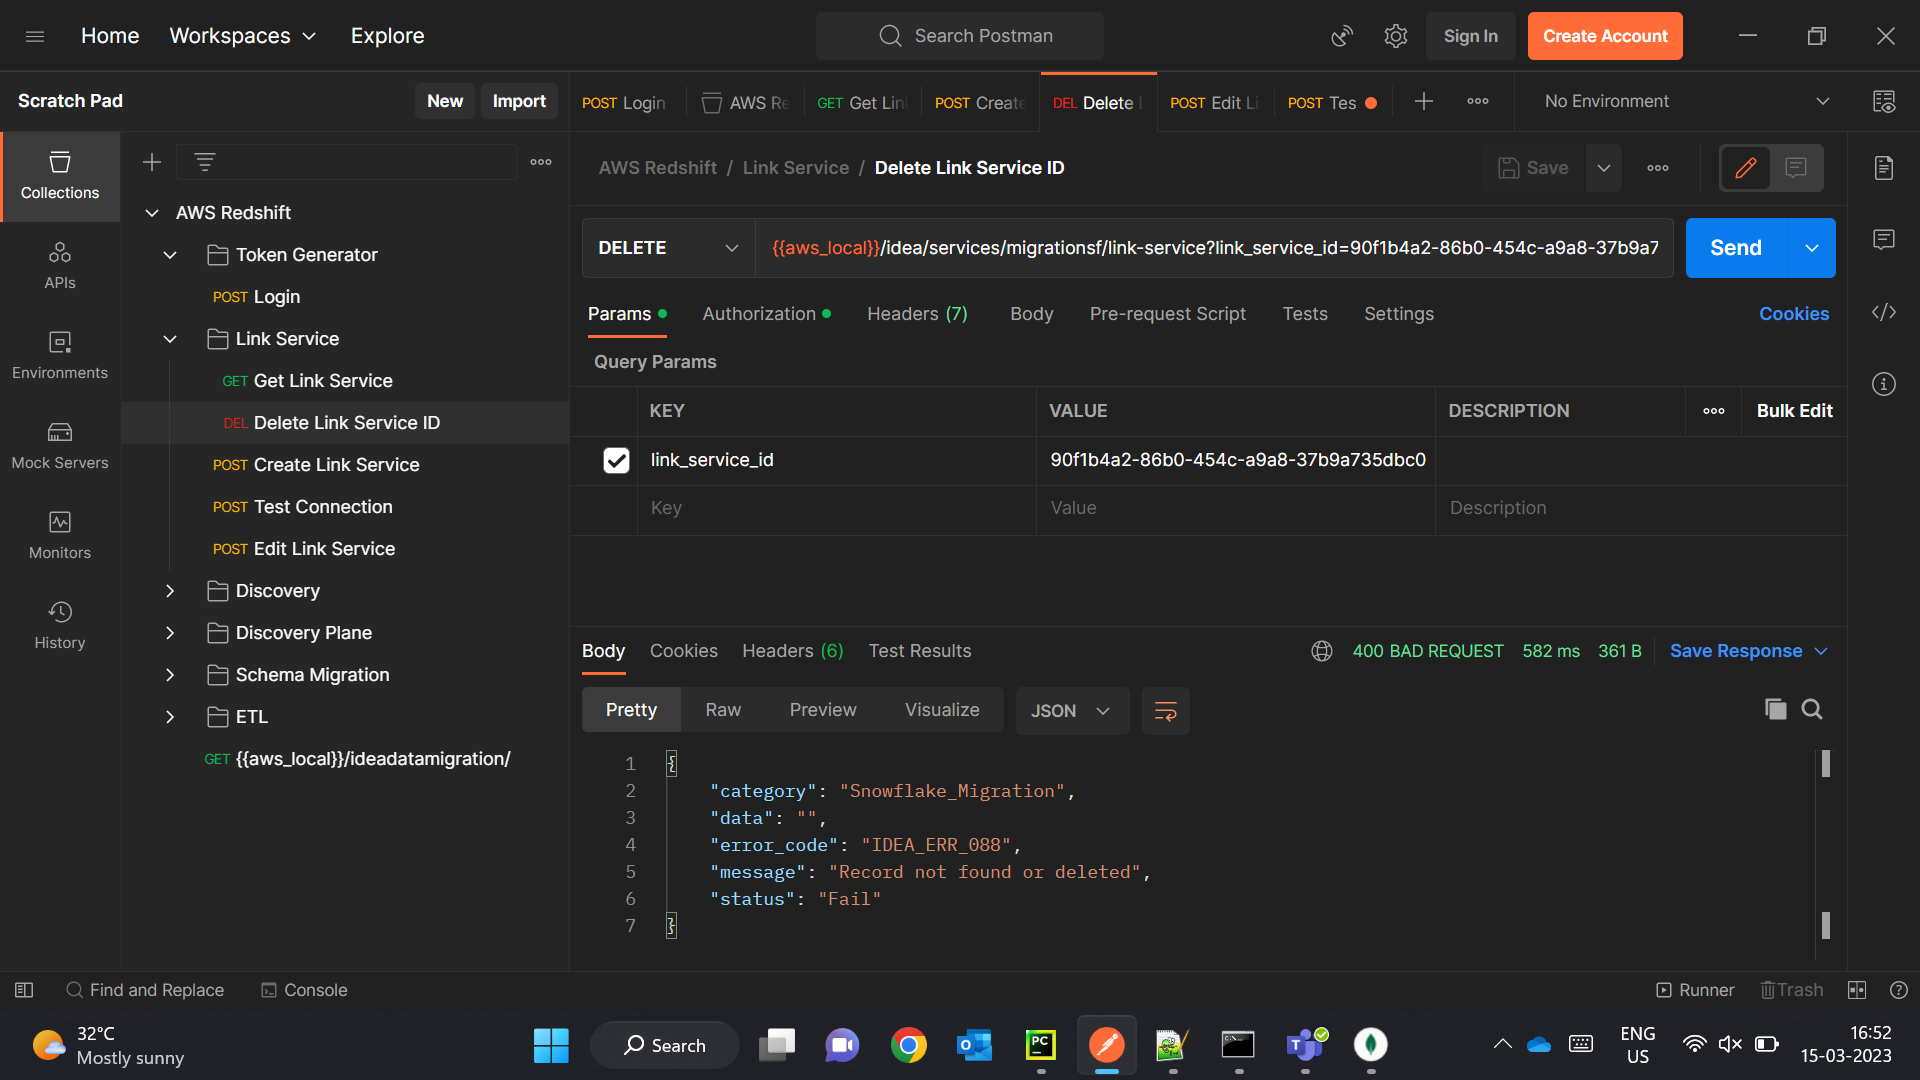 Home
Workspaces
Explore
Search Postman
Sign In
Create Account
Scratch Pad
New
Import
POST Login
AWS Re
GET Get Lin
POST Create
DEL Delete
POST Edit Li
POST Tes
No Environment
Collections
APIs
Environments
Mock Servers
Monitors
History
AWS Redshift
Token Generator
POST Login
Link Service
GET Get Link Service
DEL Delete Link Service ID
POST Create Link Service
POST Test Connection
POST Edit Link Service
Discovery
Discovery Plane
Schema Migration
ETL
GET {{aws_local}}/ideadatamigration/
AWS Redshift / Link Service / Delete Link Service ID
Save
DELETE
{{aws_local}}/idea/services/migrationsf/link-service?link_service_id=90f1b4a2-86b0-454c-a9a8-37b9a7
Send
Params
Authorization
Headers (7)
Body
Pre-request Script
Tests
Settings
Cookies
Query Params
KEY
VALUE
DESCRIPTION
Bulk Edit
link_service_id
90f1b4a2-86b0-454c-a9a8-37b9a735dbc0
Key
Value
Description
Body
Cookies
Headers (6)
Test Results
400 BAD REQUEST
582 ms
361 B
Save Response
Pretty
Raw
Preview
Visualize
JSON
1 {
2 "category": "Snowflake_Migration",
3 "data": "",
4 "error_code": "IDEA_ERR_088",
5 "message": "Record not found or deleted",
6 "status": "Fail"
7 }
Find and Replace
Console
Runner
Trash
32°C
Mostly sunny
Search
PC
ENG
US
16:52
15-03-2023